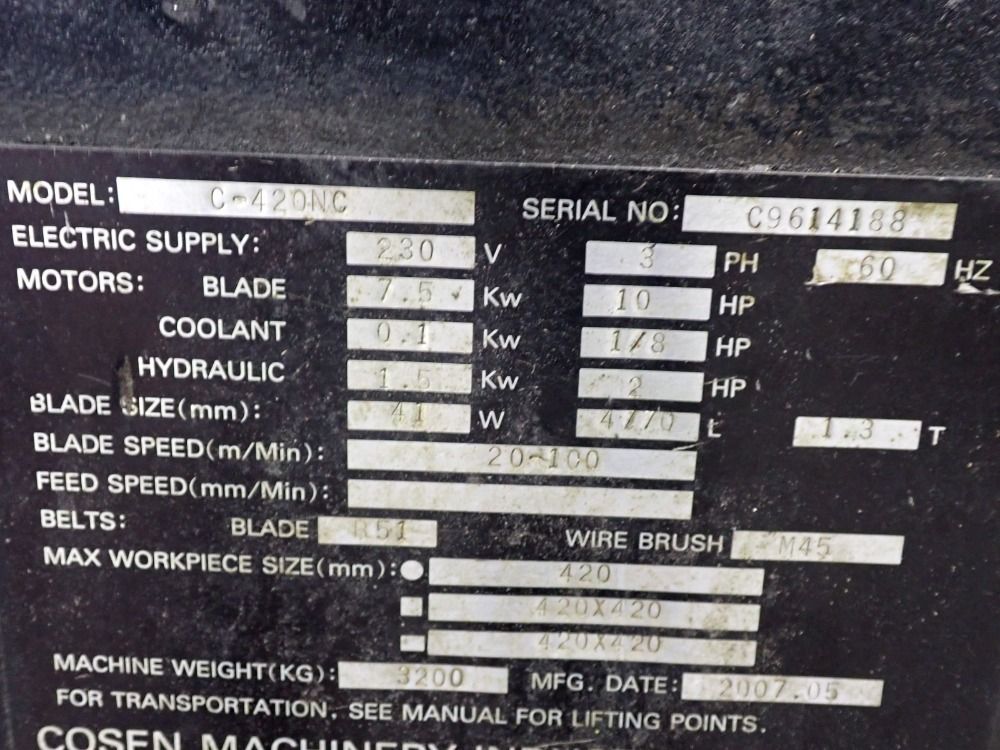 MODEL: C-420NC SERIAL NO: C9614188
ELECTRIC SUPPLY: 230 V 3 PH 60 HZ
MOTORS: BLADE 7.5 Kw 10 HP
COOLANT 0.1 Kw 1/8 HP
HYDRAULIC 1.5 Kw 2 HP
BLADE SIZE(mm): 41 W 4770 L 1.3 T
BLADE SPEED(m/Min): 20-100
FEED SPEED(mm/Min):
BELTS: BLADE R51 WIRE BRUSH M45
MAX WORKPIECE SIZE(mm): 420
420X420
420X420
MACHINE WEIGHT(KG): 3200 MFG. DATE: 2007.05
FOR TRANSPORTATION, SEE MANUAL FOR LIFTING POINTS.
COSEN MACHINERY